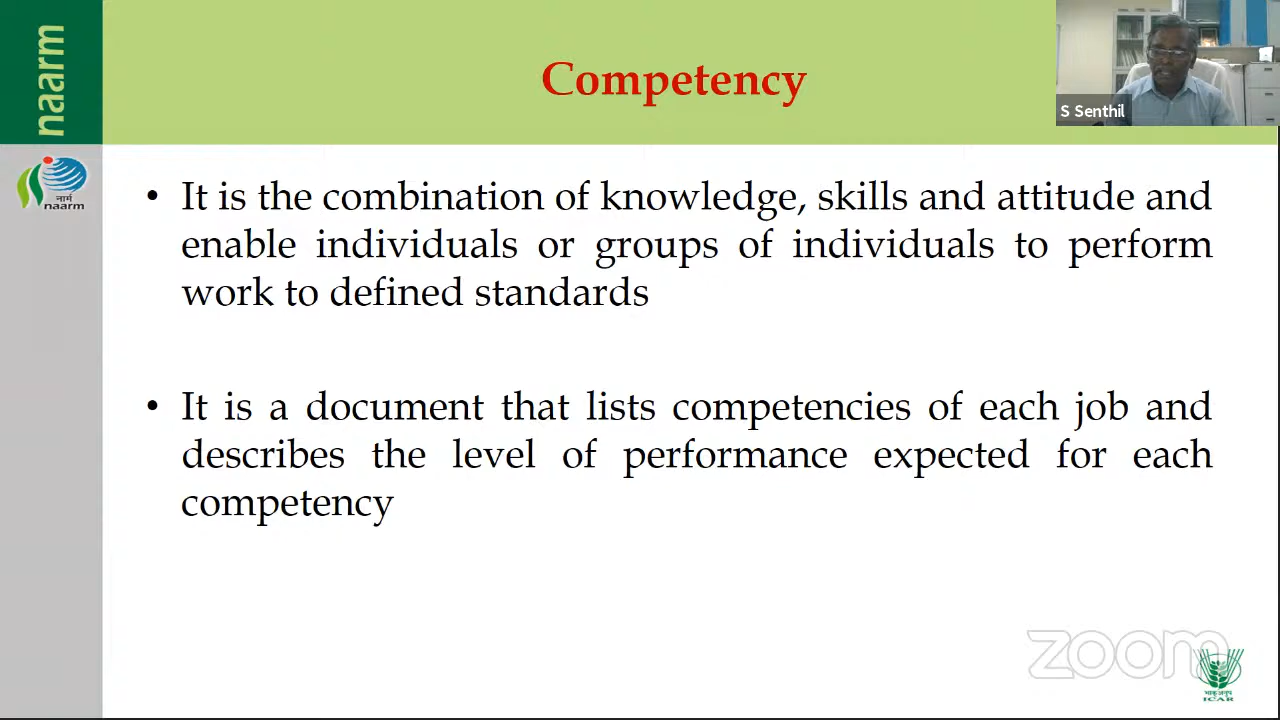 naarm
Competency
S Senthil
नार्म
naarm
• It is the combination of knowledge, skills and attitude and
enable individuals or groups of individuals to perform
work to defined standards
• It is a document that lists competencies of each job and
describes the level of performance expected for each
competency
zoom
भाकृअनुप
ICAR